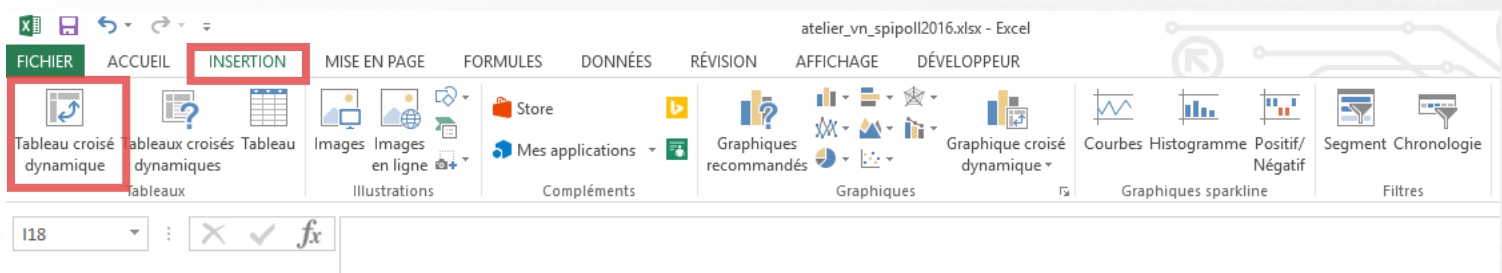 atelier_vn_spipoll2016.xlsx - Excel
FICHIER ACCUEIL INSERTION MISE EN PAGE FORMULES DONNÉES RÉVISION AFFICHAGE DÉVELOPPEUR
Tableau croisé dynamique
Tableaux croisés dynamiques
Tableau
Tableaux
Images
Images en ligne
Illustrations
Store
Mes applications
Compléments
Graphiques recommandés
Graphique croisé dynamique
Graphiques
Courbes
Histogramme
Positif/ Négatif
Graphiques sparkline
Segment
Chronologie
Filtres
I18
fx